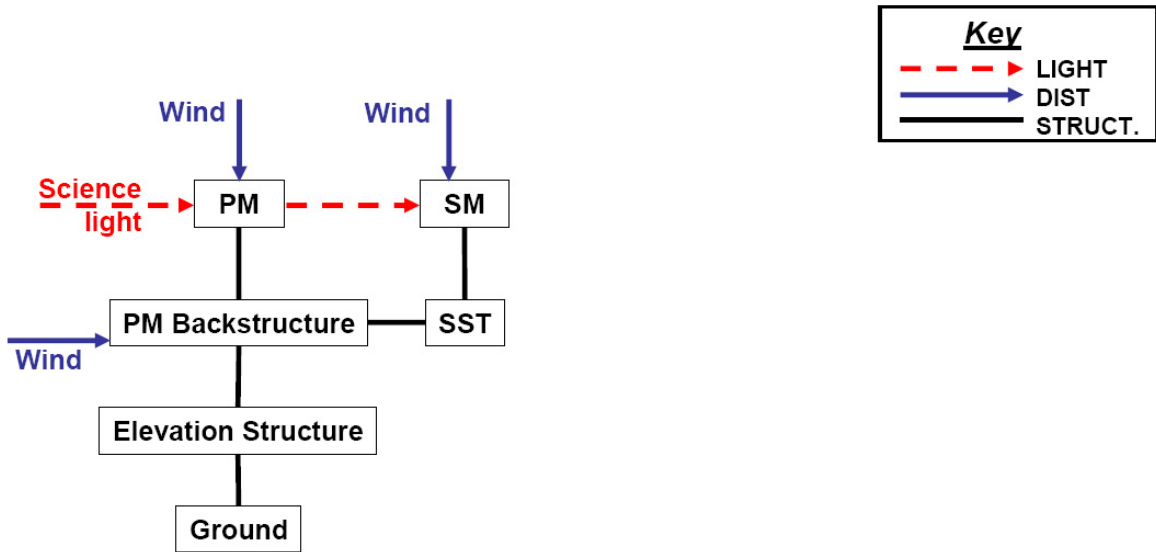 Key
LIGHT
DIST
STRUCT.
Wind
Wind
Science
light
PM
SM
PM Backstructure
SST
Wind
Elevation Structure
Ground